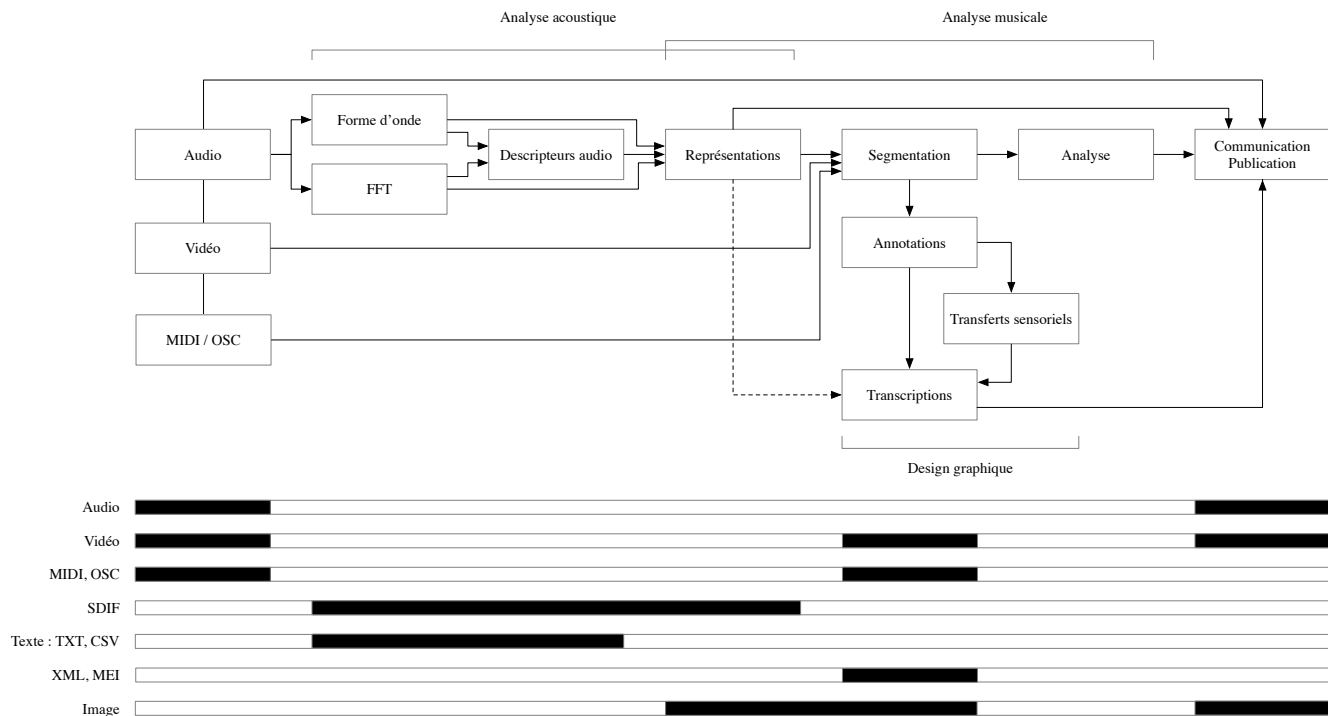 Analyse acoustique
Analyse musicale
Forme d’onde
Audio
Descripteurs audio
Représentations
Segmentation
Analyse
Communication
Publication
FFT
Vidéo
Annotations
Transferts sensoriels
MIDI / OSC
Transcriptions
Design graphique
Audio
Vidéo
MIDI, OSC
SDIF
Texte : TXT, CSV
XML, MEI
Image